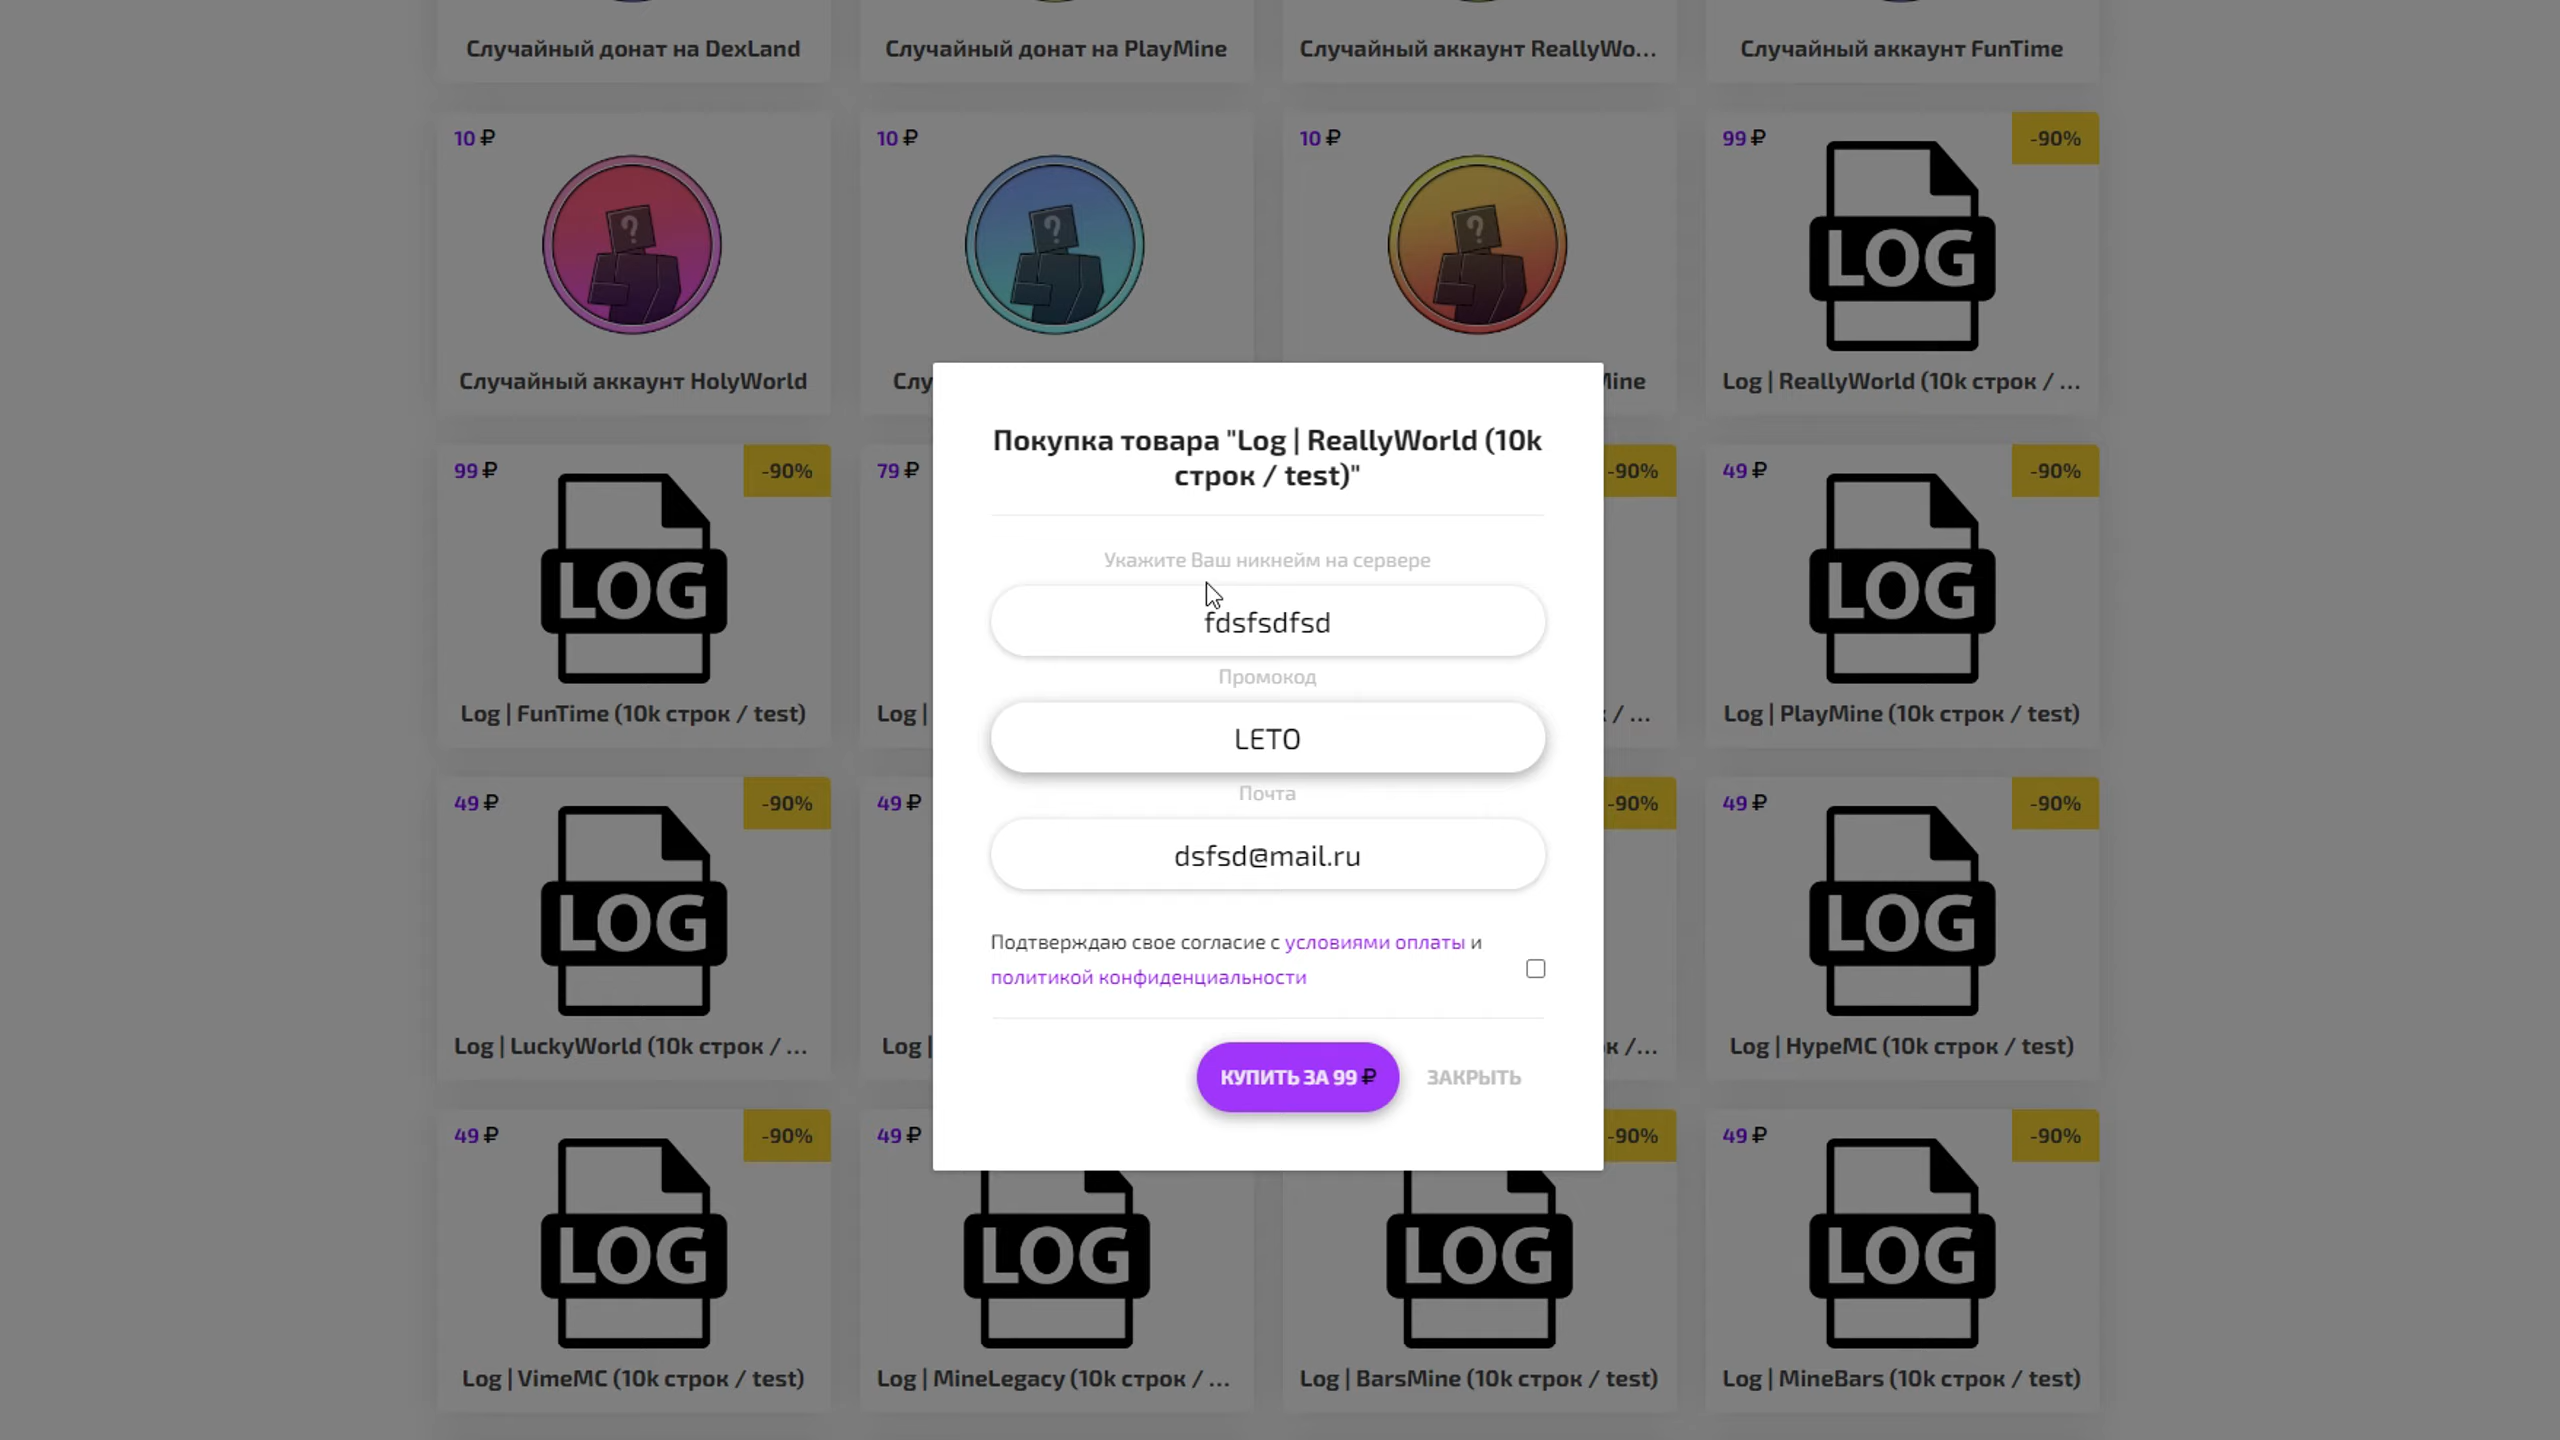 Случайный донат на DexLand
Случайный донат на PlayMine
Случайный аккаунт ReallyWo...
Случайный аккаунт FunTime
10 ₽
10 ₽
10 ₽
99 ₽
-90%
?
?
?
LOG
Случайный аккаунт HolyWorld
Слу
Mine
Log | ReallyWorld (10k строк / ...
99 ₽
-90%
79 ₽
-90%
49 ₽
-90%
LOG
LOG
Log | FunTime (10k строк / test)
Log |
/ ...
Log | PlayMine (10k строк / test)
49 ₽
-90%
49 ₽
-90%
49 ₽
-90%
LOG
LOG
Log | LuckyWorld (10k строк / ...
Log |
к /...
Log | HypeMC (10k строк / test)
49 ₽
-90%
49 ₽
-90%
49 ₽
-90%
LOG
LOG
LOG
LOG
Log | VimeMC (10k строк / test)
Log | MineLegacy (10k строк / ...
Log | BarsMine (10k строк / test)
Log | MineBars (10k строк / test)
Покупка товара "Log | ReallyWorld (10k
строк / test)"
Укажите Ваш никнейм на сервере
fdsfsdfsd
Промокод
LETO
Почта
dsfsd@mail.ru
Подтверждаю свое согласие с условиями оплаты и
политикой конфиденциальности
КУПИТЬ ЗА 99 ₽
ЗАКРЫТЬ